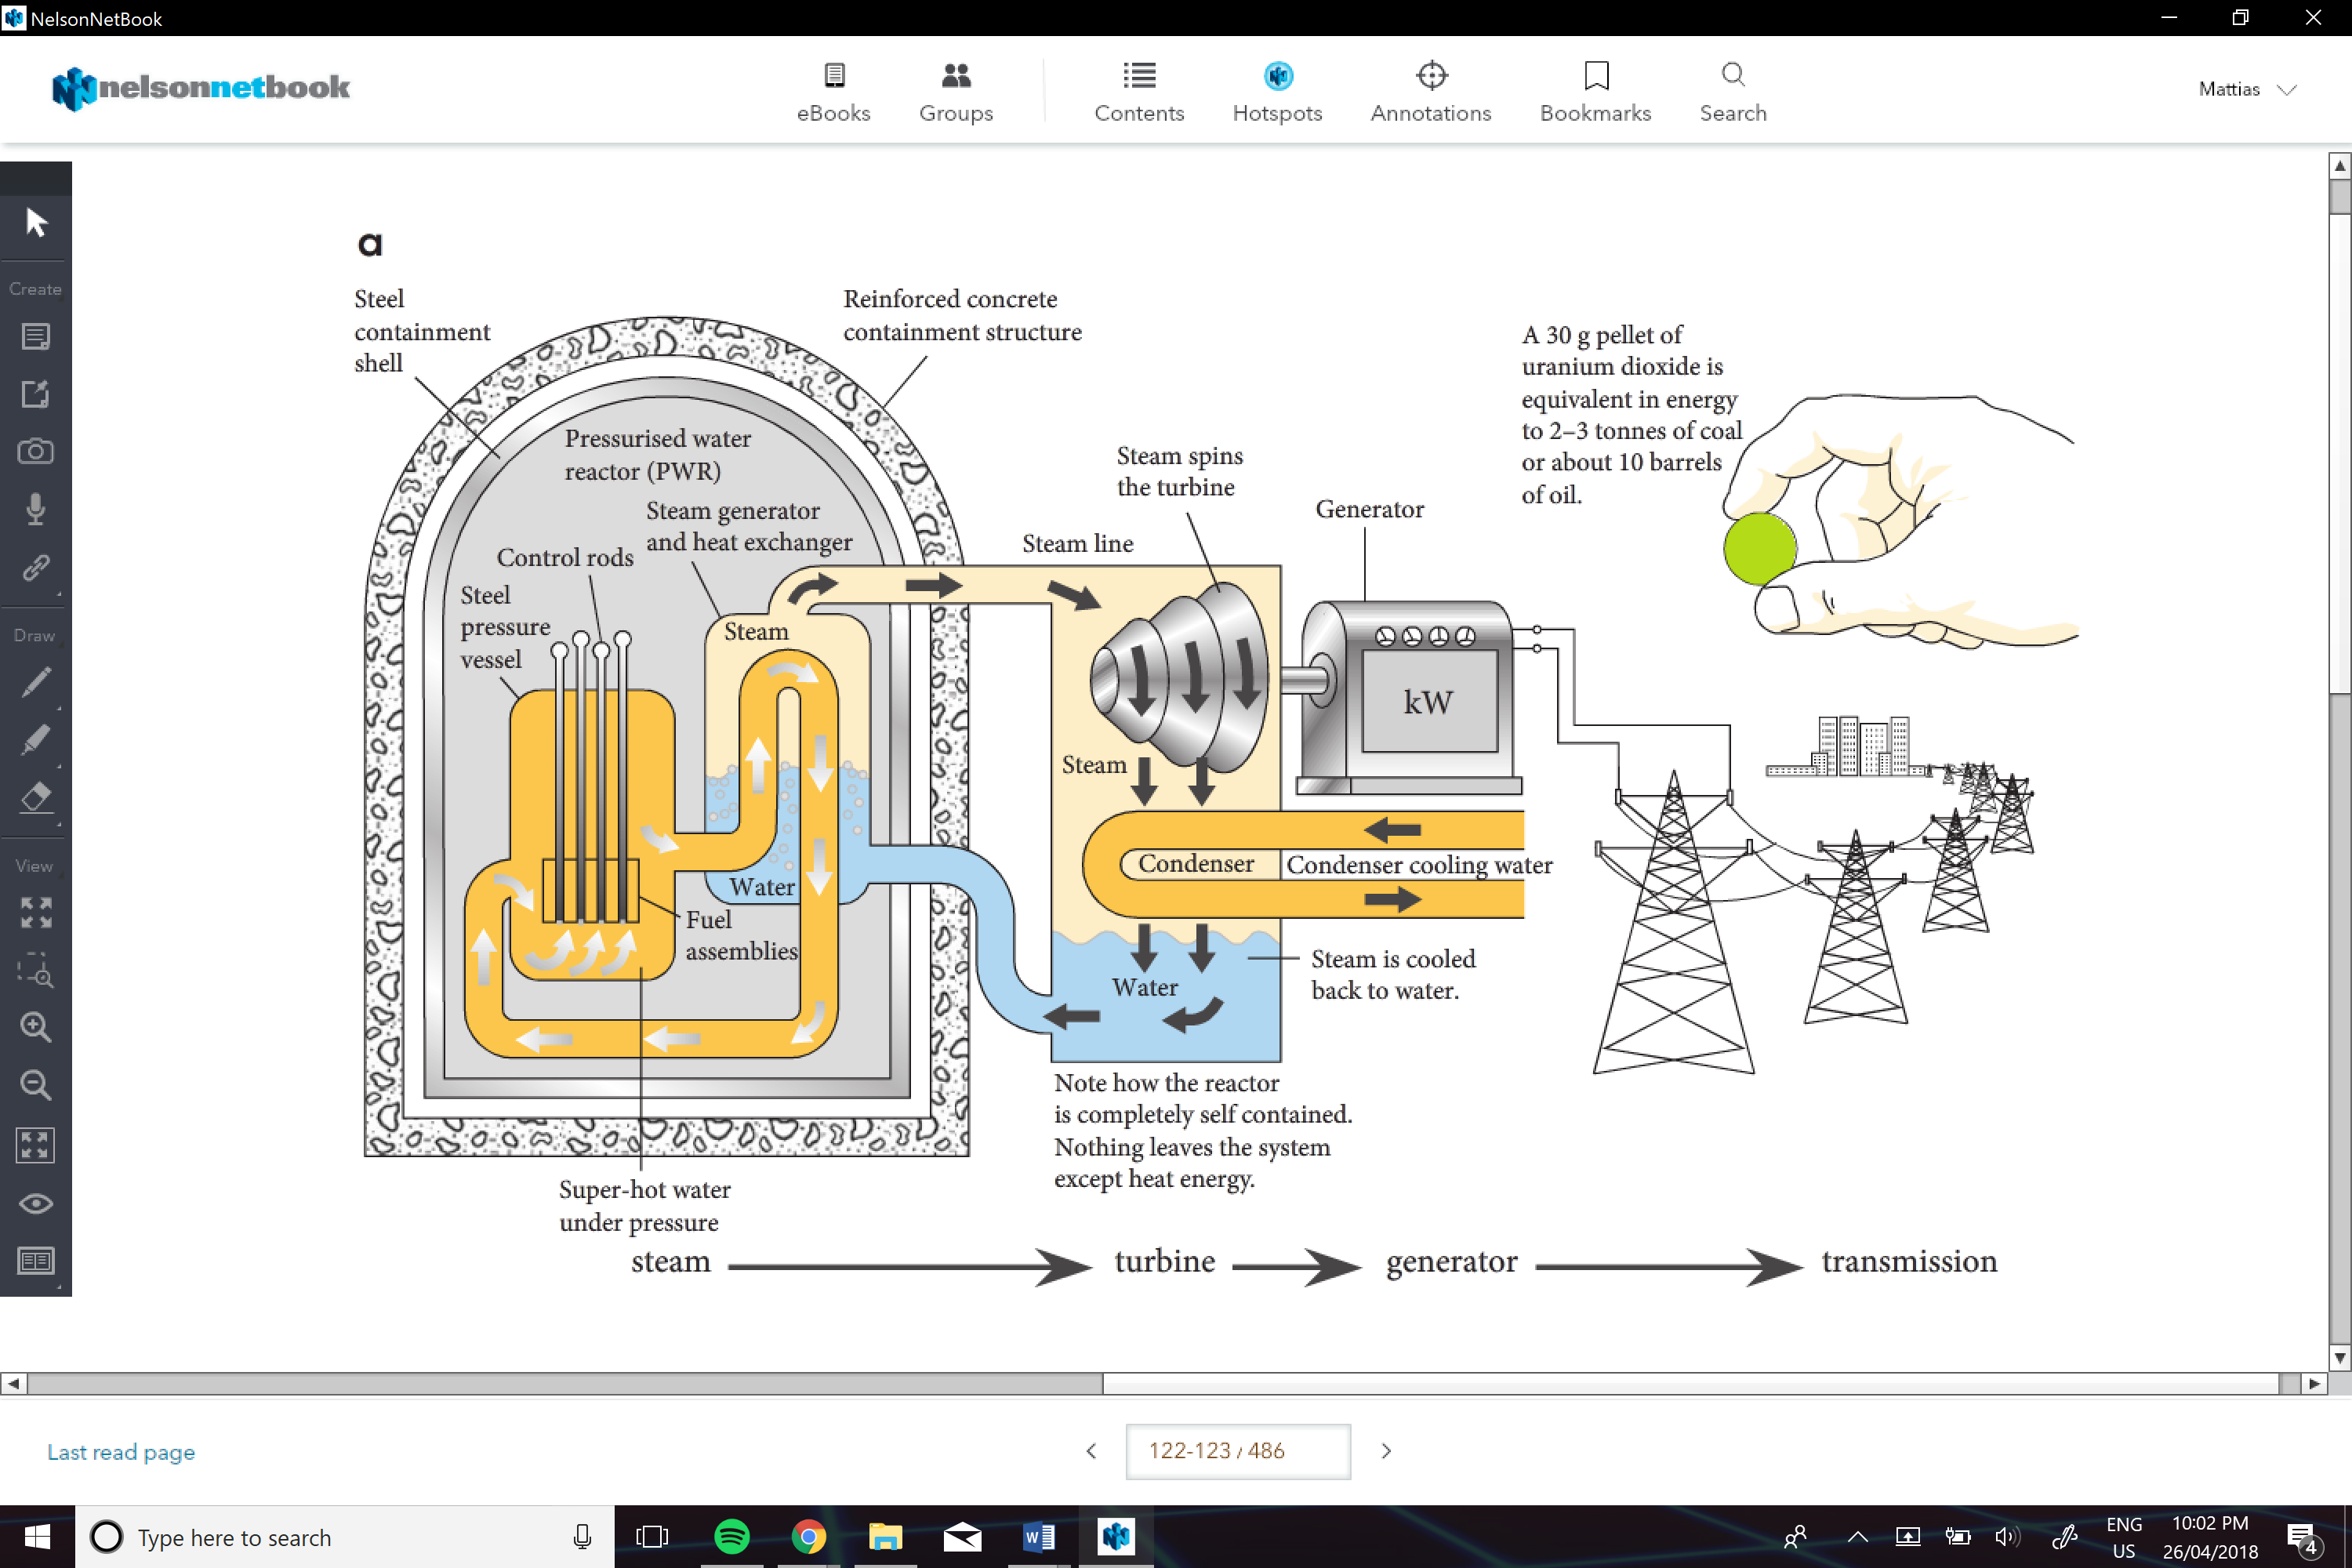 NelsonNetBook
nelsonnetbook
eBooks
Groups
Contents
Hotspots
Annotations
Bookmarks
Search
Mattias
Create
Draw
View
a
Steel
containment
shell
Reinforced concrete
containment structure
Pressurised water
reactor (PWR)
Steam generator
and heat exchanger
Control rods
Steel
pressure
vessel
Steam
Water
Fuel
assemblies
Super-hot water
under pressure
Steam line
Steam spins
the turbine
Generator
kW
Steam
Condenser
Condenser cooling water
Water
Steam is cooled
back to water.
Note how the reactor
is completely self contained.
Nothing leaves the system
except heat energy.
A 30 g pellet of
uranium dioxide is
equivalent in energy
to 2–3 tonnes of coal
or about 10 barrels
of oil.
steam
turbine
generator
transmission
Last read page
122-123 / 486
Type here to search
W
ENG
US
10:02 PM
26/04/2018
4